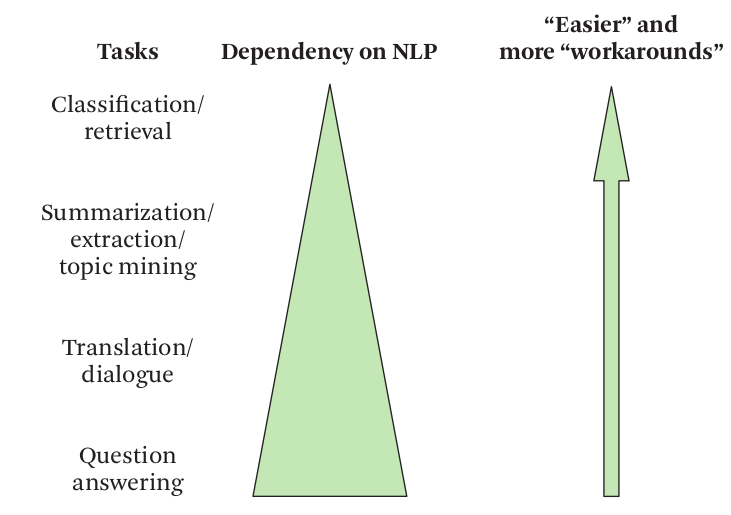 “Easier” and
Tasks Dependency on NLP more “workarounds”
Classification/
retrieval
Summarization/
extraction/
topic mining
Translation/
dialogue
Question
answering